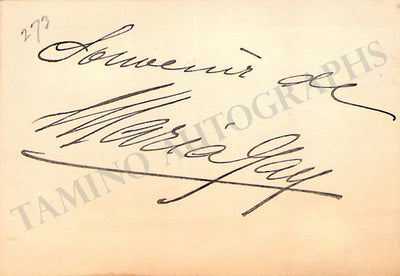 273
Souvenir de
Maria Gay
TAMINO AUTOGRAPHS